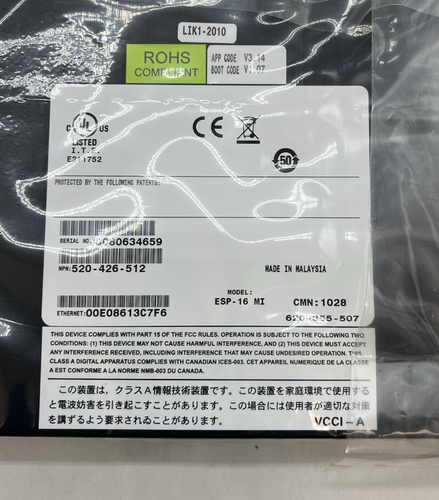 LIK1-2010
ROHS
COMPLIENT
APP CODE V3.14
BOOT CODE V1.07
C UL US
LISTED
I.T.E.
E211752
CE
50
PROTECTED BY THE FOLLOWING PATENTS:
SERIAL NO.
MPN: 520-426-512
MADE IN MALAYSIA
ETHERNET: 00E08613C7F6
MODEL:
ESP-16 MI
CMN: 1028
THIS DEVICE COMPLIES WITH PART 15 OF THE FCC RULES. OPERATION IS SUBJECT TO THE FOLLOWING TWO
CONDITIONS: (1) THIS DEVICE MAY NOT CAUSE HARMFUL INTERFERENCE, AND (2) THIS DEVICE MUST ACCEPT
ANY INTERFERENCE RECEIVED, INCLUDING INTERFERENCE THAT MAY CAUSE UNDESIRED OPERATION. THIS
CLASS A DIGITAL APPARATUS COMPLIES WITH CANADIAN ICES-003. CET APPAREIL NUMERIQUE DE LA CLASSE
A EST CONFORME A LA NORME NMB-003 DU CANADA.
この装置は、クラスA情報技術装置です。この装置を家庭環境で使用する
と電波妨害を引き起こすことがあります。この場合には使用者が適切な対策
を講ずるよう要求されることがあります。
VCCI-A